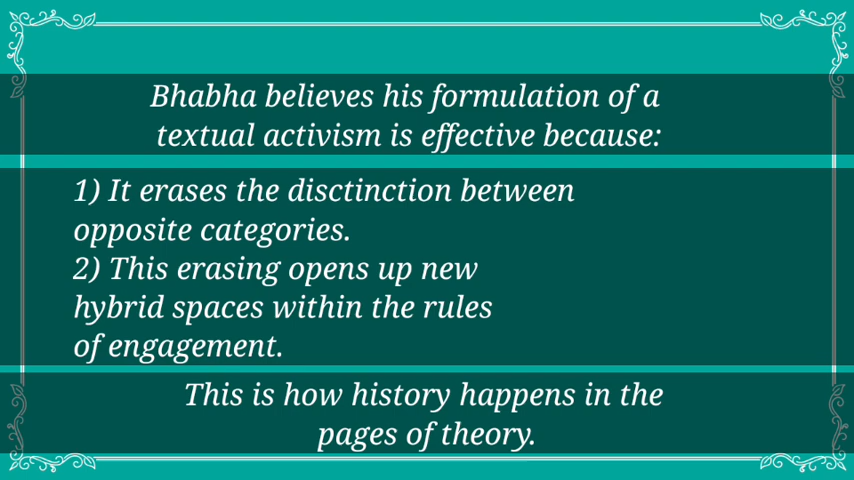 Bhabha believes his formulation of a
textual activism is effective because:
1) It erases the disctinction between
opposite categories.
2) This erasing opens up new
hybrid spaces within the rules
of engagement.
This is how history happens in the
pages of theory.